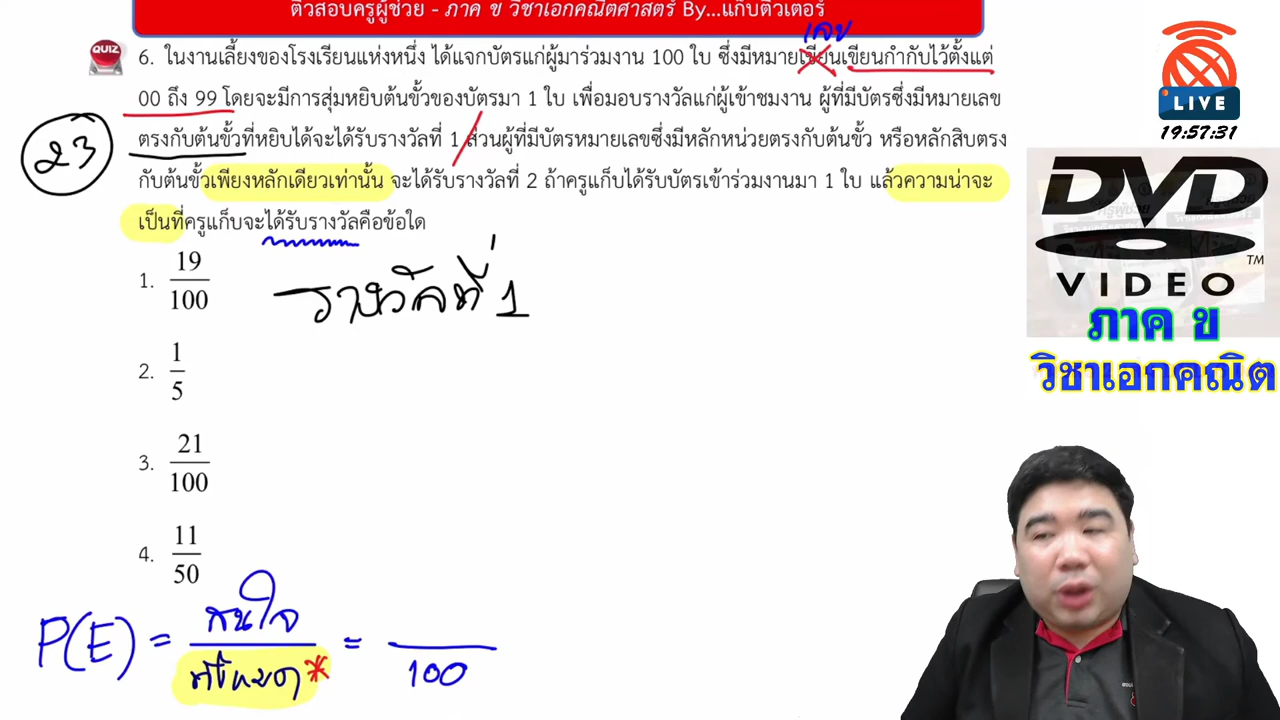 ติวสอบครูผู้ช่วย - ภาค ข วิชาเอกคณิตศาสตร์ By...แก็บติวเตอร์
QUIZ
เลข
6. ในงานเลี้ยงของโรงเรียนแห่งหนึ่ง ได้แจกบัตรแก่ผู้มาร่วมงาน 100 ใบ ซึ่งมีหมายเขียนเขียนกำกับไว้ตั้งแต่
00 ถึง 99 โดยจะมีการสุ่มหยิบต้นขั้วของบัตรมา 1 ใบ เพื่อมอบรางวัลแก่ผู้เข้าชมงาน ผู้ที่มีบัตรซึ่งมีหมายเลข
ตรงกับต้นขั้วที่หยิบได้จะได้รับรางวัลที่ 1 ส่วนผู้ที่มีบัตรหมายเลขซึ่งมีหลักหน่วยตรงกับต้นขั้ว หรือหลักสิบตรง
กับต้นขั้วเพียงหลักเดียวเท่านั้น จะได้รับรางวัลที่ 2 ถ้าครูแก็บได้รับบัตรเข้าร่วมงานมา 1 ใบ แล้วความน่าจะ
เป็นที่ครูแก็บจะได้รับรางวัลคือข้อใด
23
1. 19/100
รางวัลที่ 1
2. 1/5
3. 21/100
4. 11/50
P(E) = สนใจ/ทั้งหมด* = /100
LIVE
19:57:31
DVD
VIDEO
TM
ภาค ข
วิชาเอกคณิต